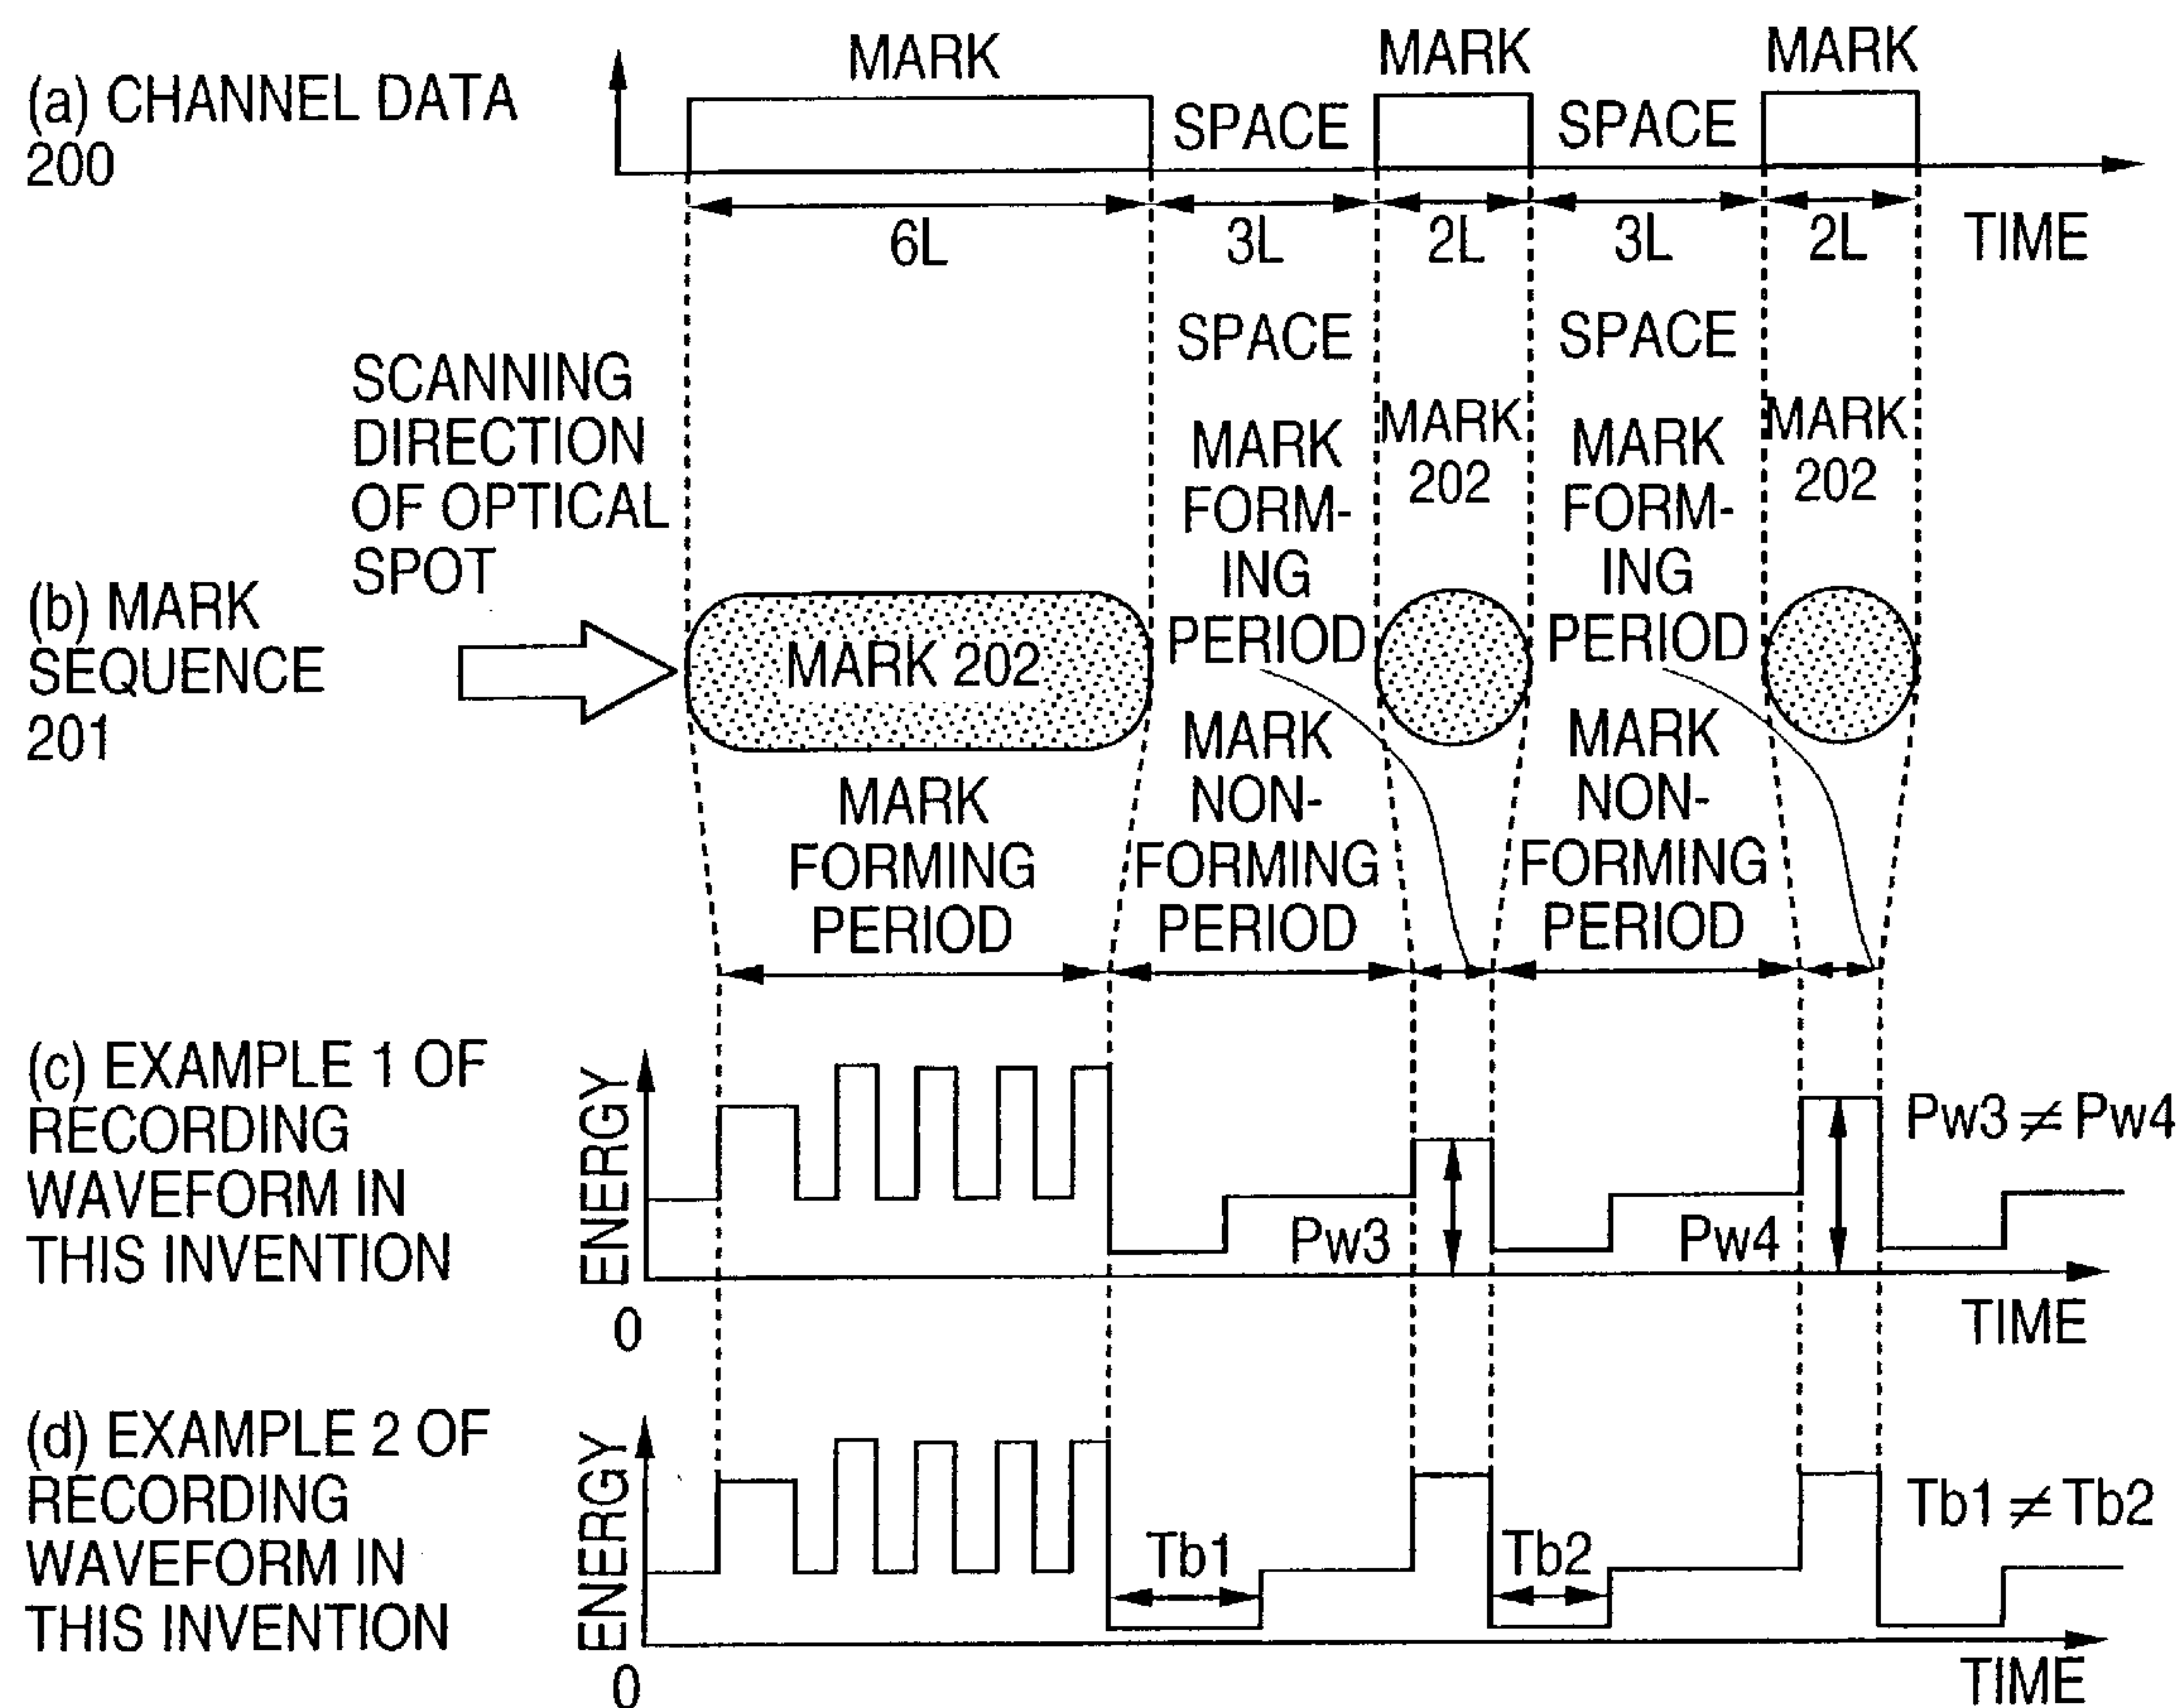 (a) CHANNEL DATA
200
MARK
MARK
MARK
SPACE
SPACE
6L
3L
2L
3L
2L
TIME
SPACE
SPACE
SCANNING
DIRECTION
OF OPTICAL
SPOT
MARK
FORM-
ING
PERIOD
MARK
202
MARK
FORM-
ING
PERIOD
MARK
202
(b) MARK
SEQUENCE
201
MARK 202
MARK
FORMING
PERIOD
MARK
NON-
FORMING
PERIOD
MARK
NON-
FORMING
PERIOD
(c) EXAMPLE 1 OF
RECORDING
WAVEFORM IN
THIS INVENTION
ENERGY
Pw3
Pw4
Pw3 ≠ Pw4
0
TIME
(d) EXAMPLE 2 OF
RECORDING
WAVEFORM IN
THIS INVENTION
ENERGY
Tb1
Tb2
Tb1 ≠ Tb2
0
TIME